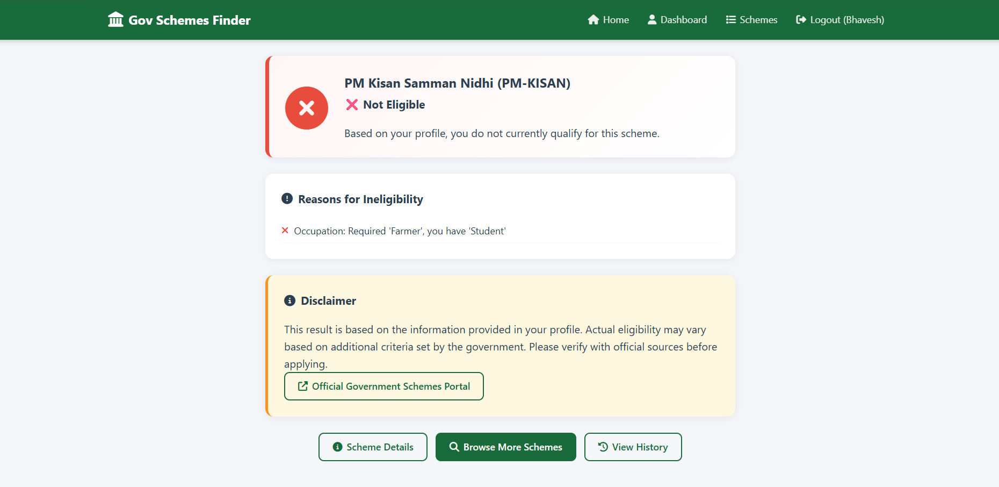 Gov Schemes Finder
Home
Dashboard
Schemes
Logout (Bhavesh)
PM Kisan Samman Nidhi (PM-KISAN)
❌ Not Eligible
Based on your profile, you do not currently qualify for this scheme.
Reasons for Ineligibility
Occupation: Required 'Farmer', you have 'Student'
Disclaimer
This result is based on the information provided in your profile. Actual eligibility may vary
based on additional criteria set by the government. Please verify with official sources before
applying.
Official Government Schemes Portal
Scheme Details
Browse More Schemes
View History